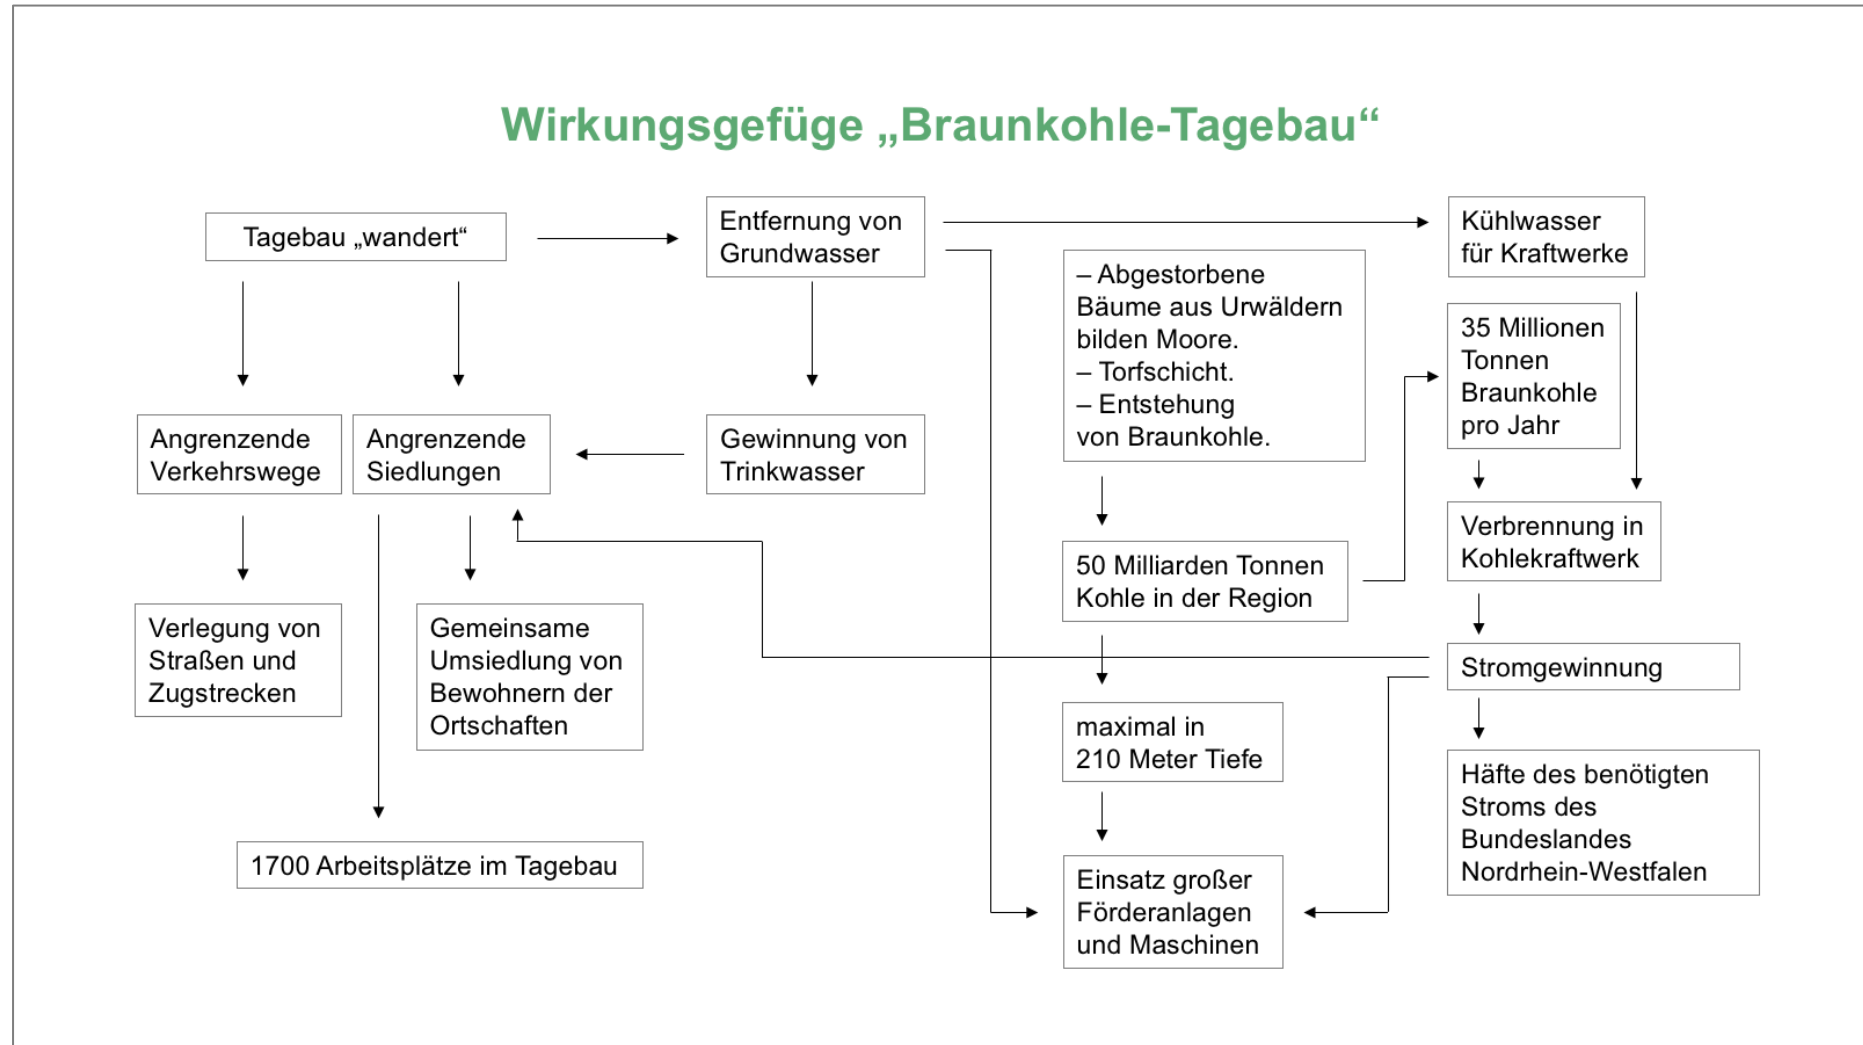 Wirkungsgefüge „Braunkohle-Tagebau“
Tagebau „wandert“
Entfernung von
Grundwasser
Kühlwasser
für Kraftwerke
– Abgestorbene
Bäume aus Urwäldern
bilden Moore.
– Torfschicht.
– Entstehung
von Braunkohle.
35 Millionen
Tonnen
Braunkohle
pro Jahr
Angrenzende
Verkehrswege
Angrenzende
Siedlungen
Gewinnung von
Trinkwasser
Verbrennung in
Kohlekraftwerk
50 Milliarden Tonnen
Kohle in der Region
Verlegung von
Straßen und
Zugstrecken
Gemeinsame
Umsiedlung von
Bewohnern der
Ortschaften
Stromgewinnung
maximal in
210 Meter Tiefe
Häfte des benötigten
Stroms des
Bundeslandes
Nordrhein-Westfalen
1700 Arbeitsplätze im Tagebau
Einsatz großer
Förderanlagen
und Maschinen